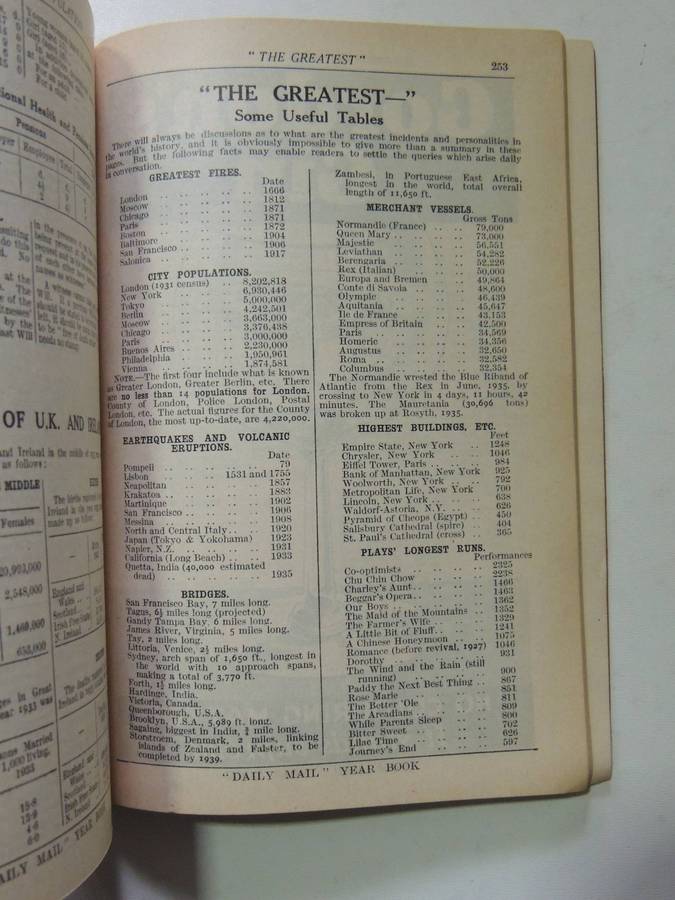 "THE GREATEST"
253
"THE GREATEST—"
Some Useful Tables
There will always be discussions as to what are the greatest incidents and personalities in
the world's history, and it is obviously impossible to give more than a summary in these
pages. But the following facts may enable readers to settle the queries which arise daily
in conversation.
GREATEST FIRES.
Date
London .. .. .. .. .. 1666
Moscow .. .. .. .. .. 1812
Chicago .. .. .. .. .. 1871
Paris .. .. .. .. .. 1871
Boston .. .. .. .. .. 1872
Baltimore .. .. .. .. 1904
San Francisco .. .. .. .. 1906
Salonica .. .. .. .. .. 1917
CITY POPULATIONS.
London (1931 census) .. 8,202,818
New York .. .. .. 6,930,446
Tokyo .. .. .. 5,000,000
Berlin .. .. .. 4,242,501
Moscow .. .. .. 3,663,000
Chicago .. .. .. 3,376,438
Paris .. .. .. 3,000,000
Buenos Aires .. .. .. 2,230,000
Philadelphia .. .. .. 1,950,961
Vienna .. .. .. 1,874,581
NOTE.—The first four include what is known
as Greater London, Greater Berlin, etc. There
are no less than 14 populations for London.
County of London, Police London, Postal
London, etc. The actual figures for the County
of London, the most up-to-date, are 4,220,000.
EARTHQUAKES AND VOLCANIC
ERUPTIONS.
Date
Pompeii .. .. .. .. 79
Lisbon .. .. 1531 and 1755
Neapolitan .. .. .. .. 1857
Krakatoa .. .. .. .. 1883
Martinique .. .. .. .. 1902
San Francisco .. .. .. .. 1906
Messina .. .. .. .. 1908
North and Central Italy .. .. 1920
Japan (Tokyo & Yokohama) 1923
Napier, N.Z. .. .. .. 1931
California (Long Beach) .. .. 1933
Quetta, India (40,000 estimated
dead) .. .. .. .. 1935
BRIDGES.
San Francisco Bay, 7 miles long.
Tagus, 6½ miles long (projected)
Gandy Tampa Bay, 6 miles long.
James River, Virginia, 5 miles long.
Tay, 2 miles long.
Littoria, Venice, 2½ miles long.
Sydney, arch span of 1,650 ft., longest in
the world with 10 approach spans,
making a total of 3,770 ft.
Forth, 1½ miles long.
Hardinge, India.
Victoria, Canada.
Queenborough, U.S.A.
Brooklyn, U.S.A., 5,989 ft. long.
Sagaing, biggest in India, ¾ mile long.
Storstroem, Denmark, 2 miles, linking
islands of Zealand and Falster, to be
completed by 1939.
Zambesi, in Portuguese East Africa,
longest in the world, total overall
length of 11,650 ft.
MERCHANT VESSELS.
Gross Tons
Normandie (France) .. .. 79,000
Queen Mary .. .. .. .. 73,000
Majestic .. .. .. .. 56,551
Leviathan .. .. .. .. 54,282
Berengaria .. .. .. .. 52,226
Rex (Italian) .. .. .. 50,000
Europa and Bremen .. .. 49,864
Conte di Savoia .. .. .. 48,600
Olympic .. .. .. .. 46,439
Aquitania .. .. .. .. 45,647
Ile de France .. .. .. 43,153
Empress of Britain .. .. 42,500
Paris .. .. .. .. 34,569
Homeric .. .. .. .. 34,356
Augustus .. .. .. .. 32,650
Roma .. .. .. .. 32,582
Columbus .. .. .. .. 32,354
The Normandie wrested the Blue Riband of
Atlantic from the Rex in June, 1935, by
crossing to New York in 4 days, 11 hours, 42
minutes. The Mauretania (30,696 tons)
was broken up at Rosyth, 1935.
HIGHEST BUILDINGS, ETC.
Feet
Empire State, New York .. 1248
Chrysler, New York .. .. 1046
Eiffel Tower, Paris .. .. .. 984
Bank of Manhattan, New York 925
Woolworth, New York .. .. 792
Metropolitan Life, New York 700
Lincoln, New York .. .. .. 638
Waldorf-Astoria, N.Y. .. .. 626
Pyramid of Cheops (Egypt) .. 450
Salisbury Cathedral (spire) .. 404
St. Paul's Cathedral (cross) .. 365
PLAYS' LONGEST RUNS.
Performances
Co-optimists .. .. .. 2325
Chu Chin Chow .. .. .. 2238
Charley's Aunt .. .. .. 1466
Beggar's Opera .. .. .. 1463
Our Boys .. .. .. 1362
The Maid of the Mountains .. 1352
The Farmer's Wife .. .. 1329
A Little Bit of Fluff .. .. 1241
A Chinese Honeymoon .. .. 1075
Romance (before revival, 1927) 1046
Dorothy .. .. .. 931
The Wind and the Rain (still
running) .. .. .. 900
Paddy the Next Best Thing .. 867
Rose Marie .. .. .. 851
The Better 'Ole .. .. .. 811
The Arcadians .. .. .. 809
While Parents Sleep .. .. 800
Bitter Sweet .. .. .. 702
Lilac Time .. .. .. 626
Journey's End .. .. .. 597
"DAILY MAIL" YEAR BOOK